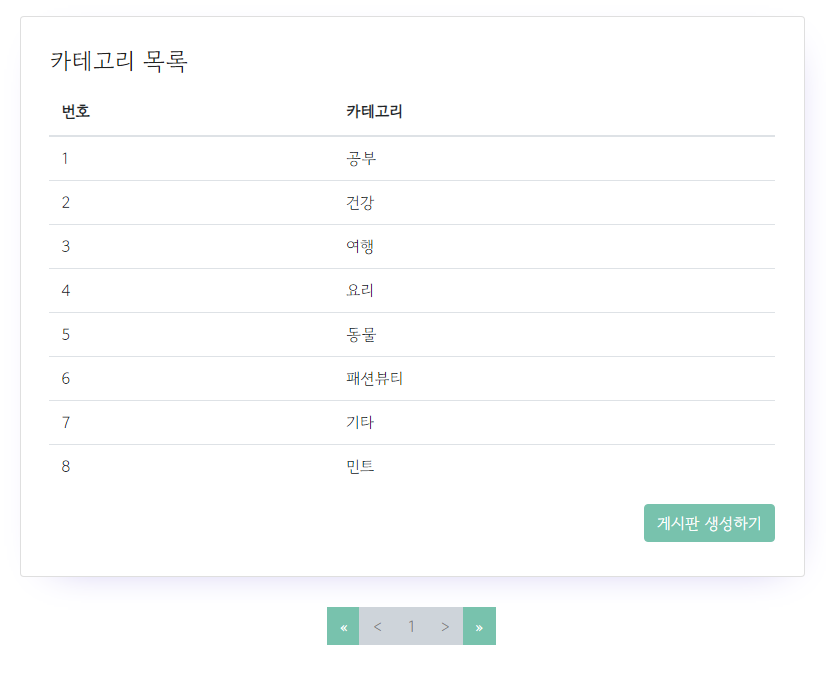 카테고리 목록
번호 카테고리
1 공부
2 건강
3 여행
4 요리
5 동물
6 패션뷰티
7 기타
8 민트
게시판 생성하기
« < 1 > »